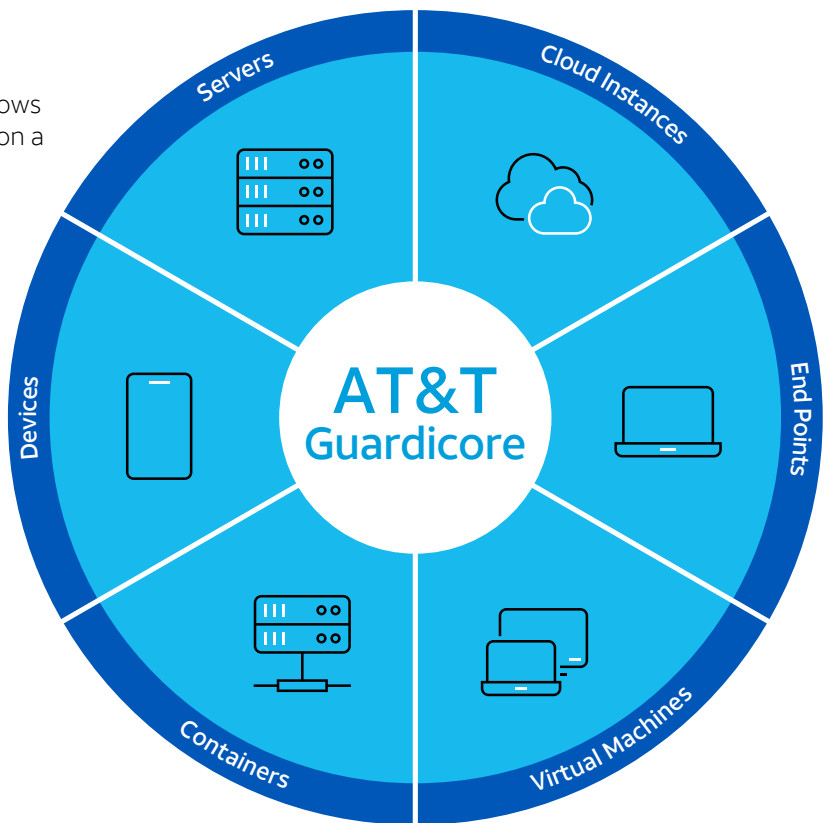 ows
on a
Servers
Cloud Instances
Devices
AT&T
Guardicore
End Points
Containers
Virtual Machines